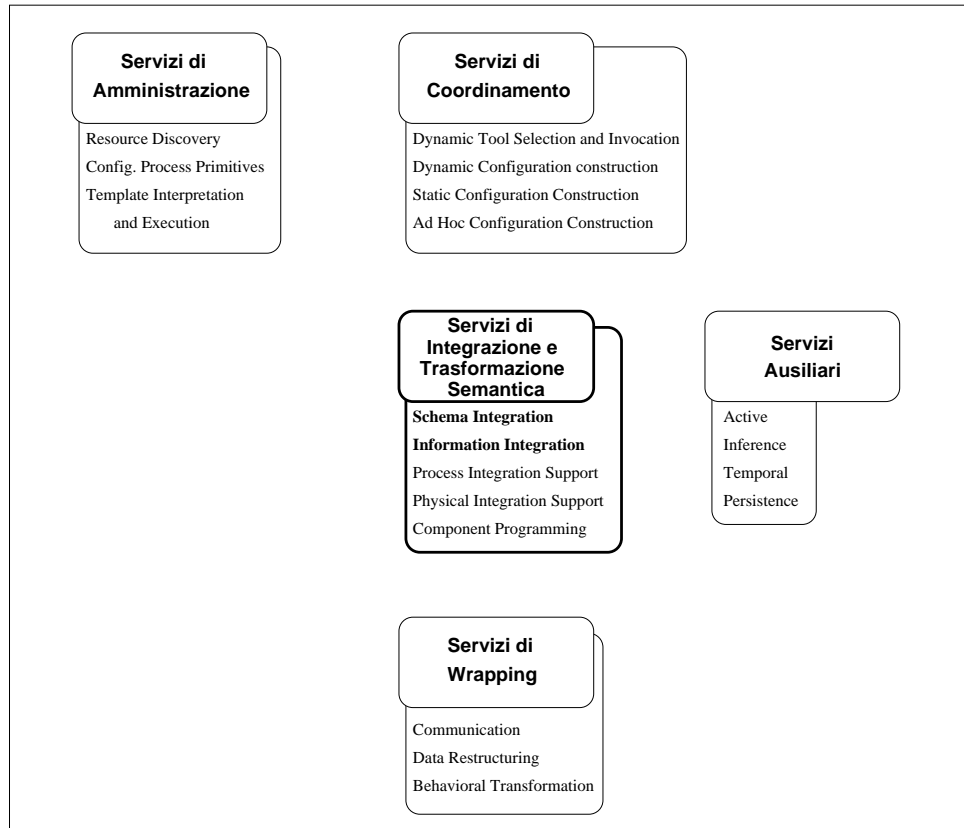 Servizi di
Amministrazione
Resource Discovery
Config. Process Primitives
Template Interpretation
and Execution
Servizi di
Coordinamento
Dynamic Tool Selection and Invocation
Dynamic Configuration construction
Static Configuration Construction
Ad Hoc Configuration Construction
Servizi di
Integrazione e
Trasformazione
Semantica
Schema Integration
Information Integration
Process Integration Support
Physical Integration Support
Component Programming
Servizi
Ausiliari
Active
Inference
Temporal
Persistence
Servizi di
Wrapping
Communication
Data Restructuring
Behavioral Transformation